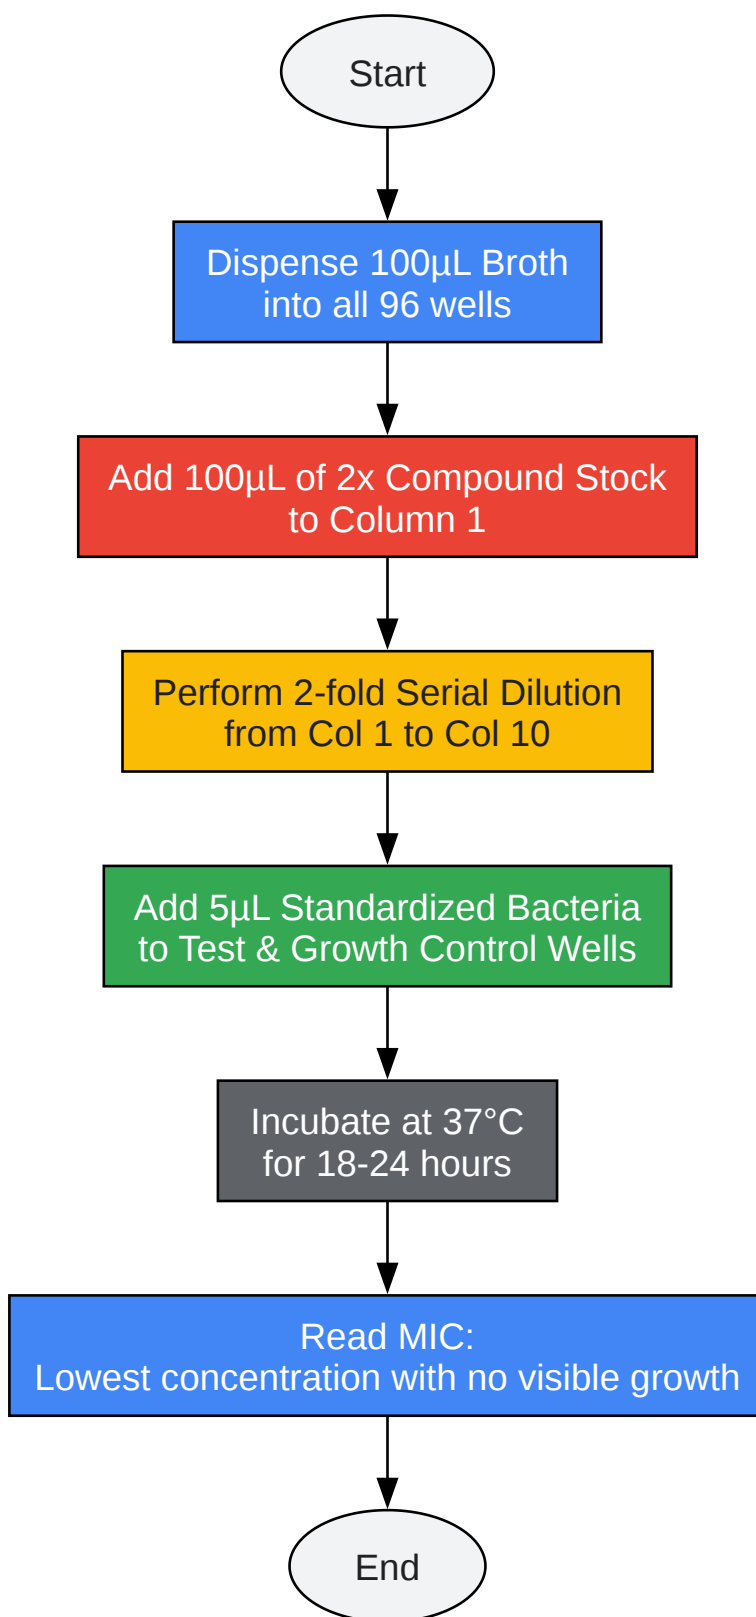 Start
Dispense 100µL Broth
into all 96 wells
Add 100µL of 2x Compound Stock
to Column 1
Perform 2-fold Serial Dilution
from Col 1 to Col 10
Add 5µL Standardized Bacteria
to Test & Growth Control Wells
Incubate at 37°C
for 18-24 hours
Read MIC:
Lowest concentration with no visible growth
End